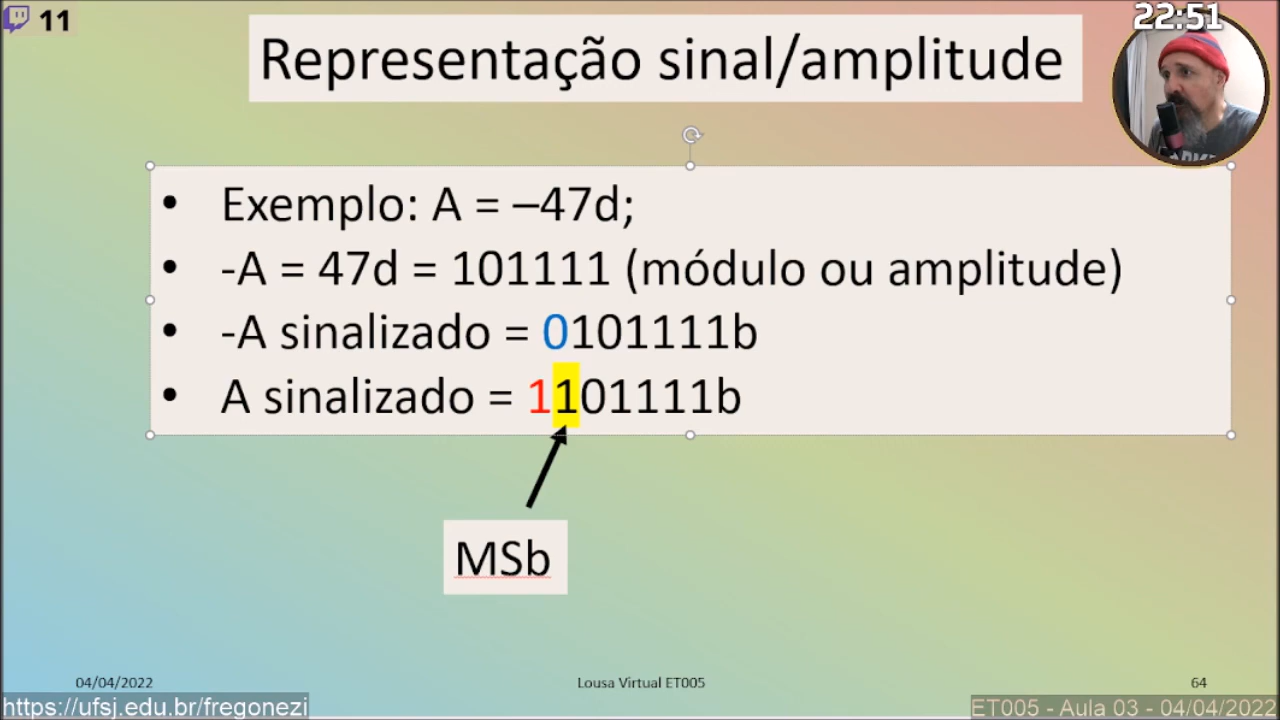 11
22:51
Representação sinal/amplitude
• Exemplo: A = –47d;
• -A = 47d = 101111 (módulo ou amplitude)
• -A sinalizado = 0101111b
• A sinalizado = 1101111b
MSb
04/04/2022
Lousa Virtual ET005
64
https://ufsj.edu.br/fregonezi
ET005 - Aula 03 - 04/04/2022